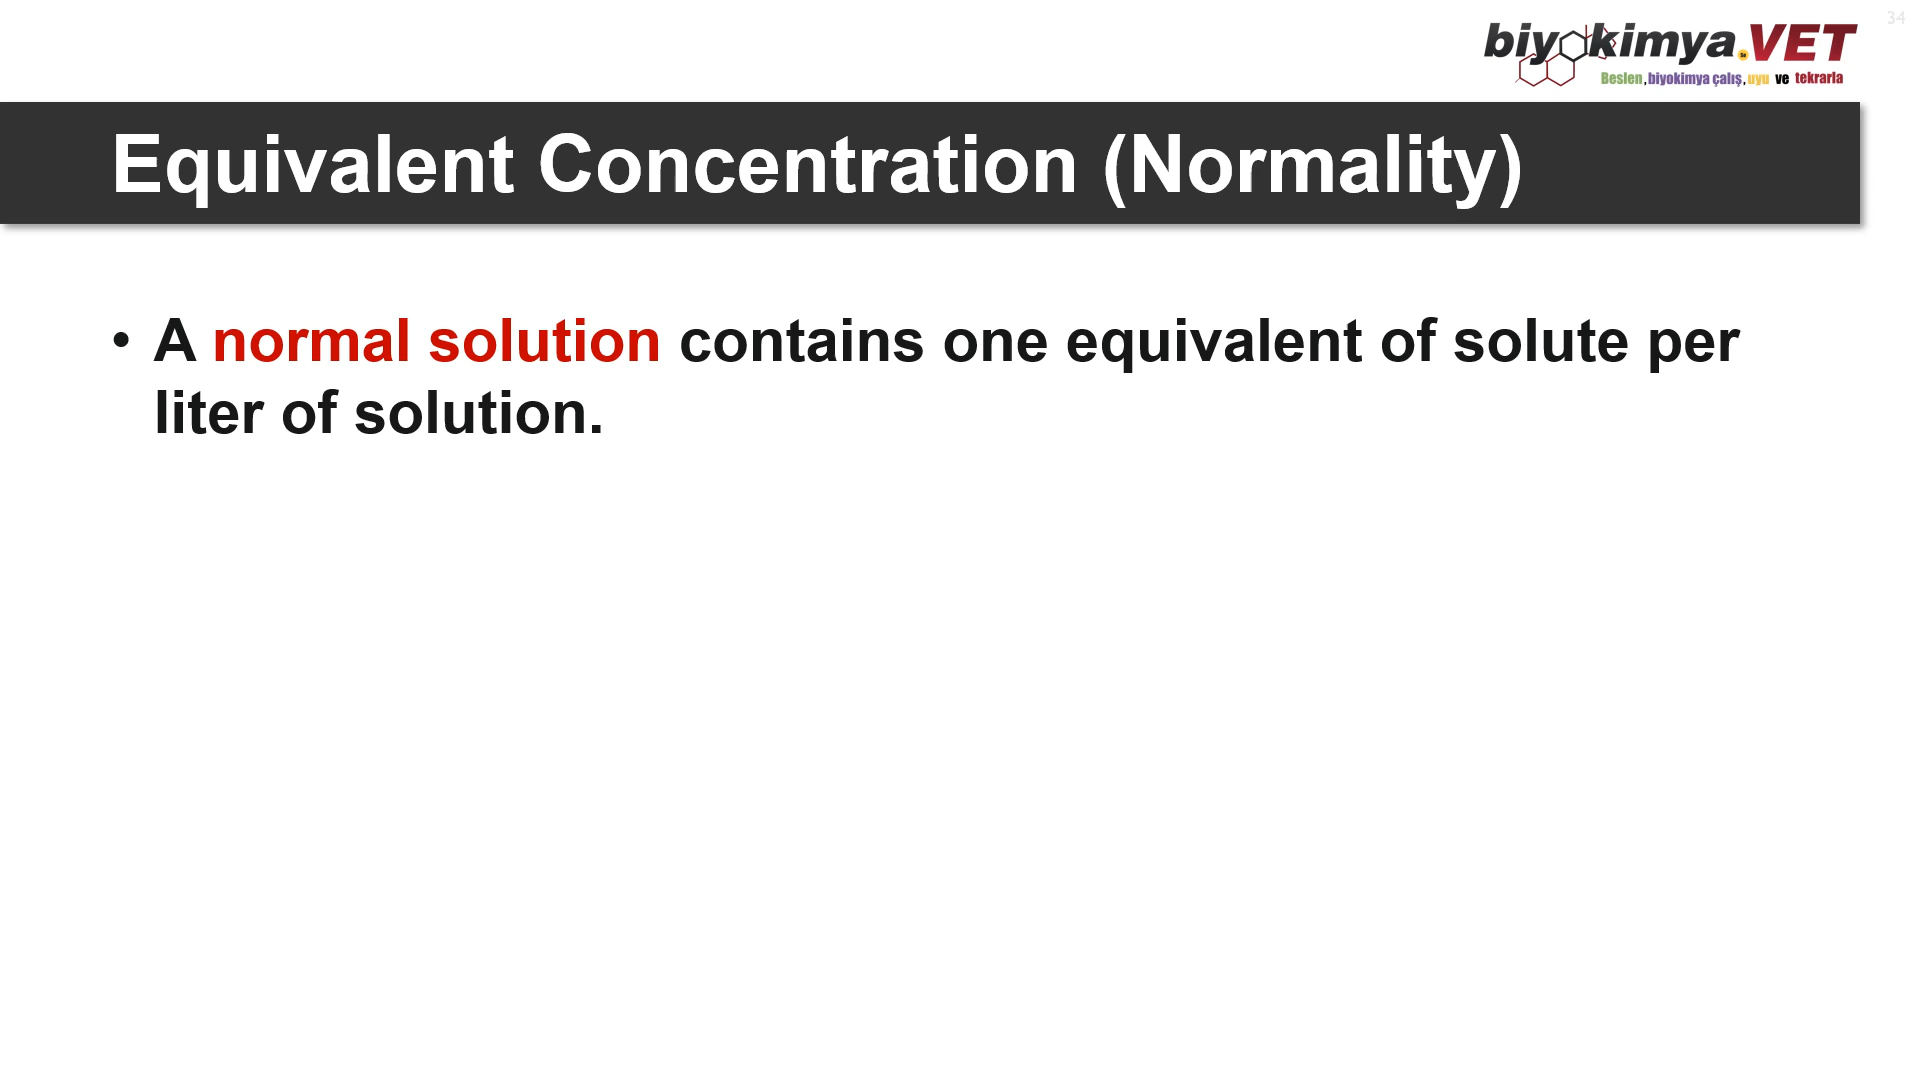 34
biyokimya.VET
Beslen, biyokimya çalış, uyu ve tekrarla
Equivalent Concentration (Normality)
• A normal solution contains one equivalent of solute per
liter of solution.